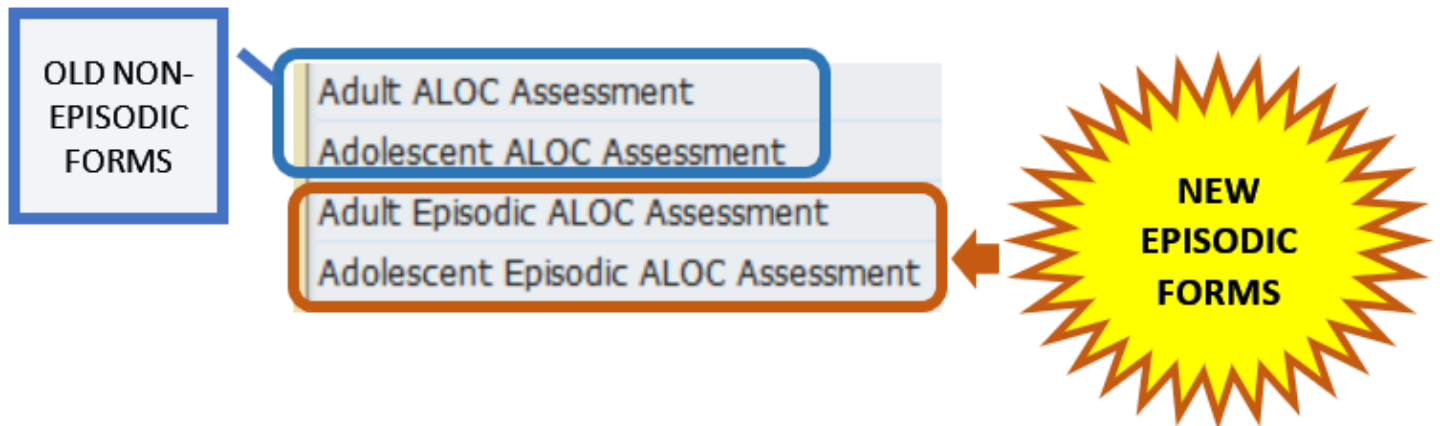 OLD NON-
EPISODIC
FORMS
Adult ALOC Assessment
Adolescent ALOC Assessment
Adult Episodic ALOC Assessment
Adolescent Episodic ALOC Assessment
NEW
EPISODIC
FORMS